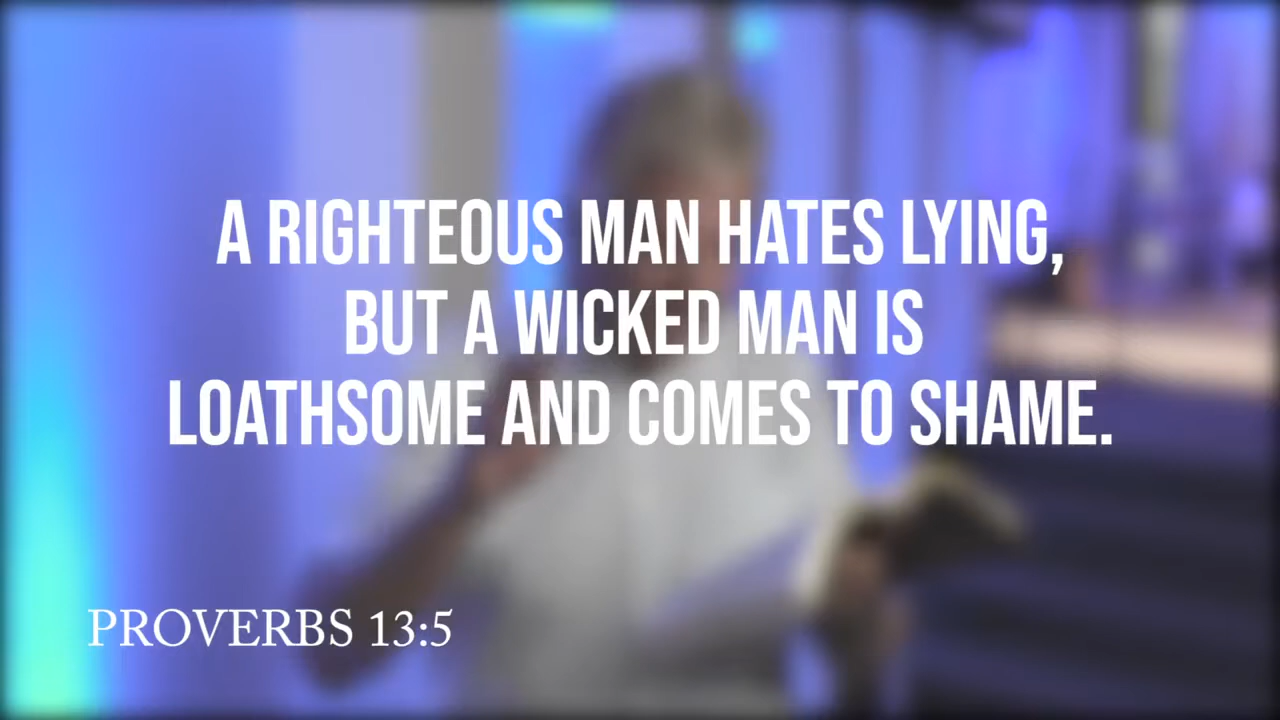 A RIGHTEOUS MAN HATES LYING,
BUT A WICKED MAN IS
LOATHSOME AND COMES TO SHAME.
PROVERBS 13:5